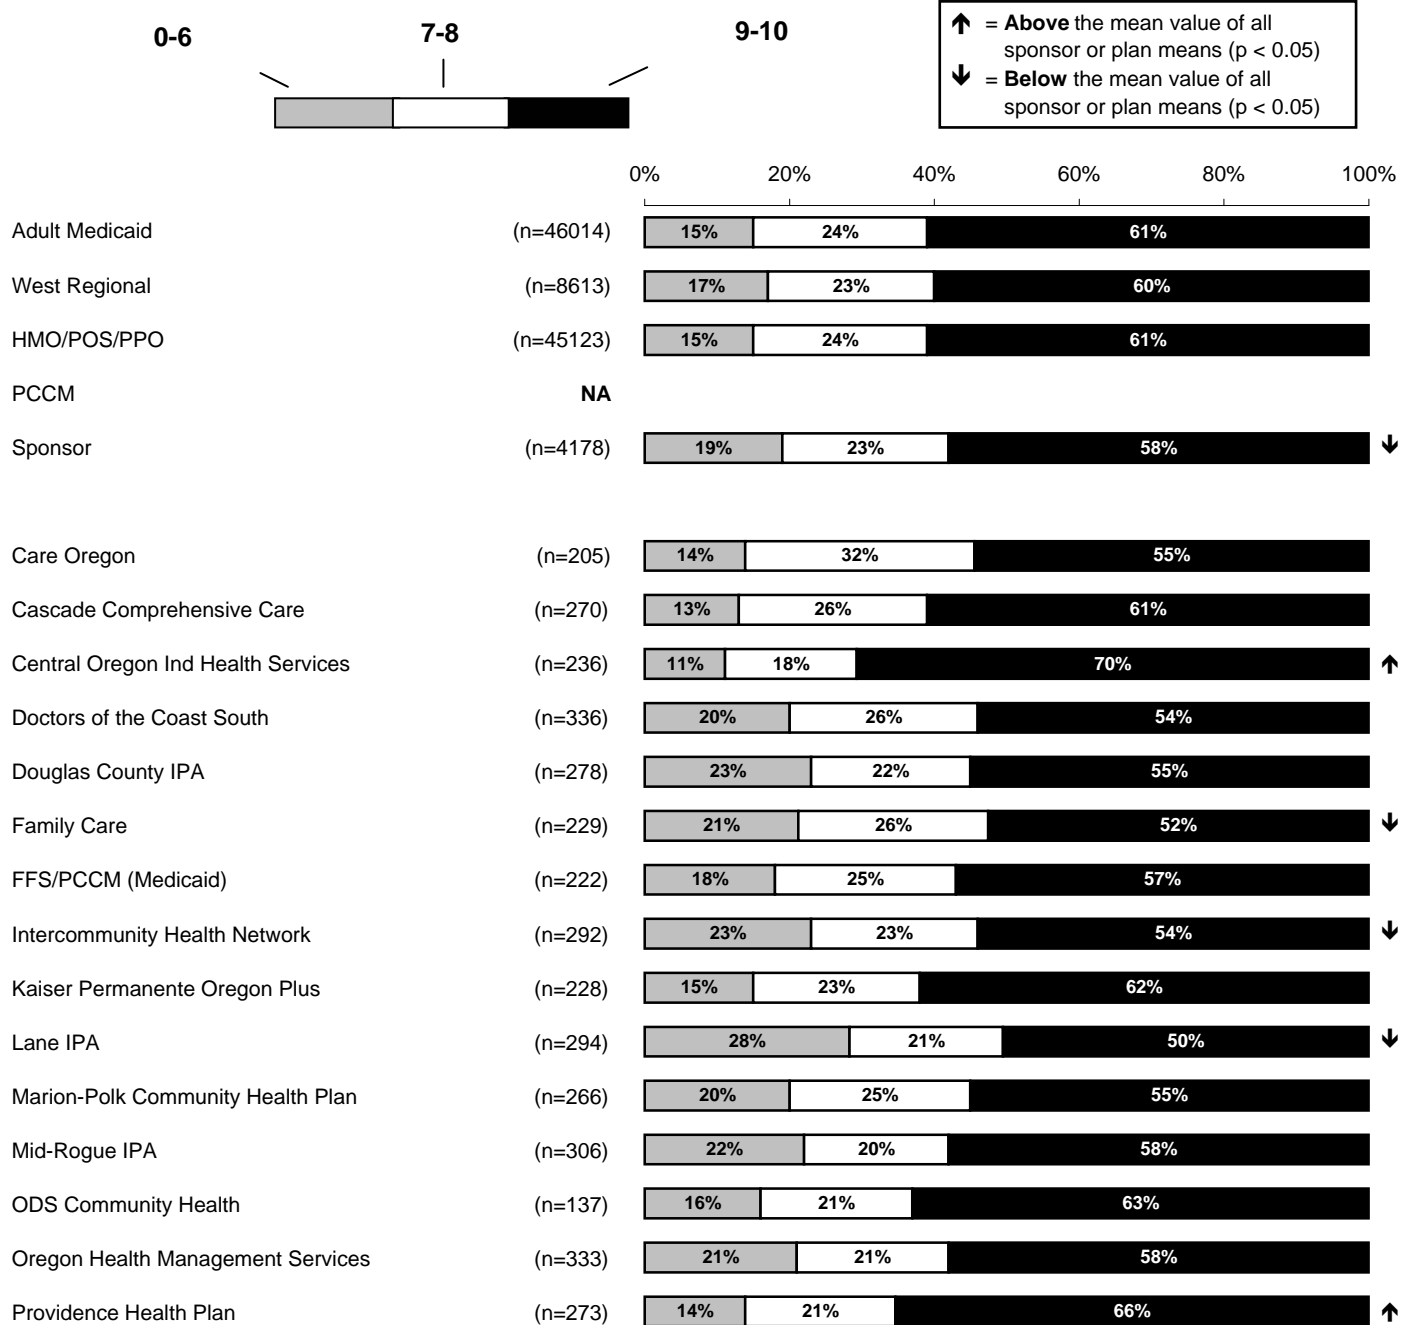 0-6 7-8 9-10
↑ = Above the mean value of all
sponsor or plan means (p < 0.05)
↓ = Below the mean value of all
sponsor or plan means (p < 0.05)
0% 20% 40% 60% 80% 100%
Adult Medicaid (n=46014) 15% 24% 61%
West Regional (n=8613) 17% 23% 60%
HMO/POS/PPO (n=45123) 15% 24% 61%
PCCM NA
Sponsor (n=4178) 19% 23% 58% ↓
Care Oregon (n=205) 14% 32% 55%
Cascade Comprehensive Care (n=270) 13% 26% 61%
Central Oregon Ind Health Services (n=236) 11% 18% 70% ↑
Doctors of the Coast South (n=336) 20% 26% 54%
Douglas County IPA (n=278) 23% 22% 55%
Family Care (n=229) 21% 26% 52% ↓
FFS/PCCM (Medicaid) (n=222) 18% 25% 57%
Intercommunity Health Network (n=292) 23% 23% 54% ↓
Kaiser Permanente Oregon Plus (n=228) 15% 23% 62%
Lane IPA (n=294) 28% 21% 50% ↓
Marion-Polk Community Health Plan (n=266) 20% 25% 55%
Mid-Rogue IPA (n=306) 22% 20% 58%
ODS Community Health (n=137) 16% 21% 63%
Oregon Health Management Services (n=333) 21% 21% 58%
Providence Health Plan (n=273) 14% 21% 66% ↑